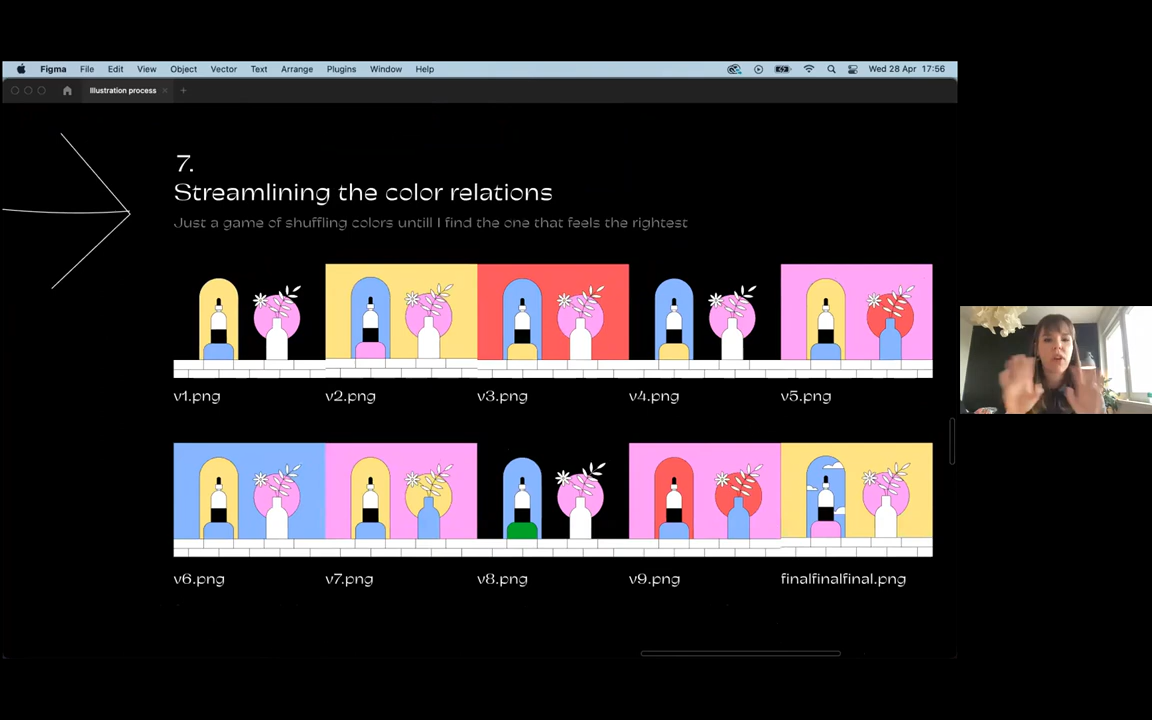 Figma File Edit View Object Vector Text Arrange Plugins Window Help Wed 28 Apr 17:56
Illustration process
7.
Streamlining the color relations
Just a game of shuffling colors untill I find the one that feels the rightest
v1.png v2.png v3.png v4.png v5.png
v6.png v7.png v8.png v9.png finalfinalfinal.png